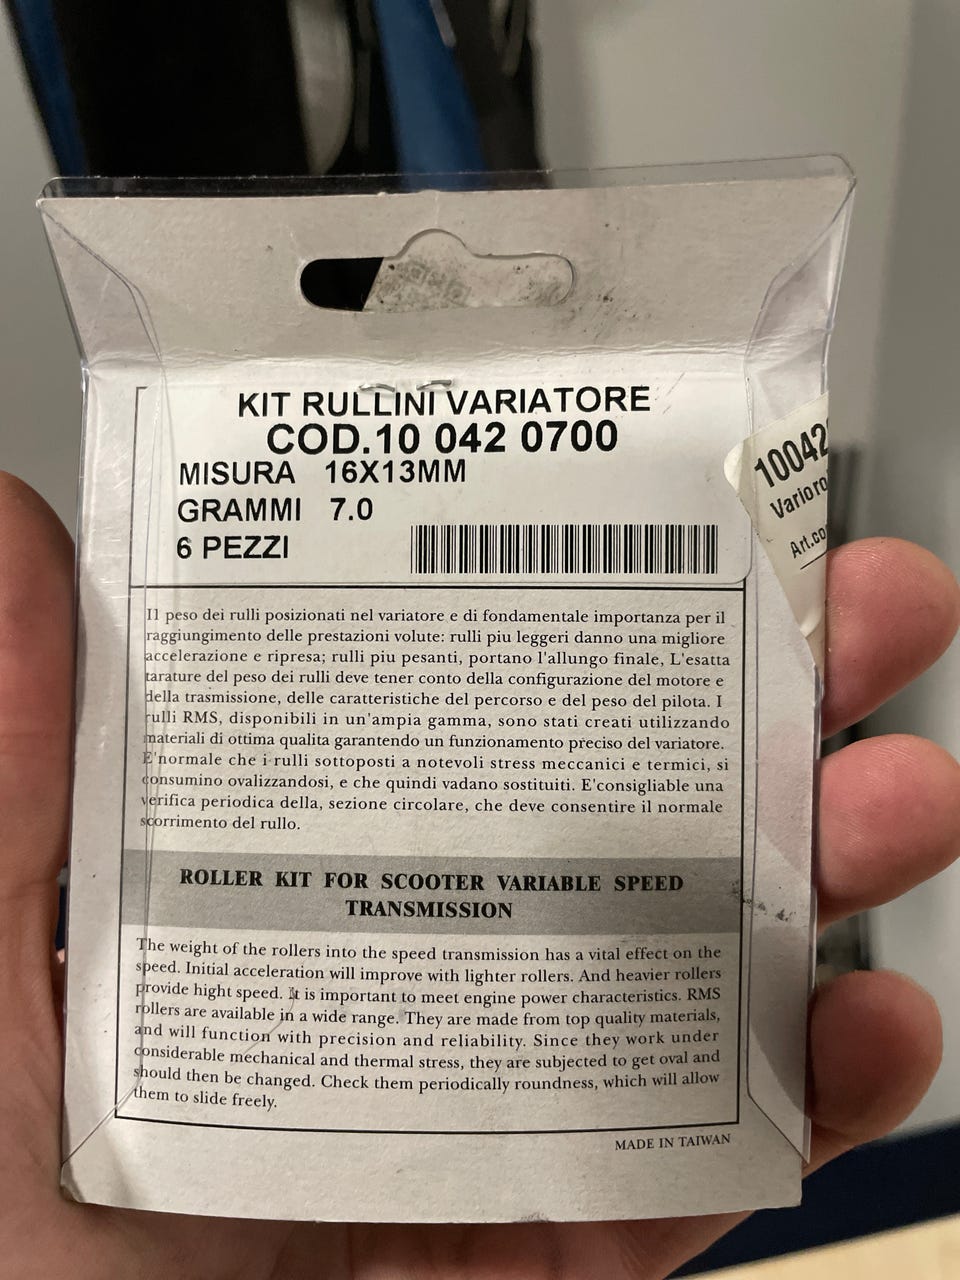 KIT RULLINI VARIATORE
COD.10 042 0700
MISURA 16X13MM
GRAMMI 7.0
6 PEZZI
10042
Vario ro
Art.co
Il peso dei rulli posizionati nel variatore e di fondamentale importanza per il
raggiungimento delle prestazioni volute: rulli piu leggeri danno una migliore
accelerazione e ripresa; rulli piu pesanti, portano l'allungo finale, L'esatta
tarature del peso dei rulli deve tener conto della configurazione del motore e
della trasmissione, delle caratteristiche del percorso e del peso del pilota. I
rulli RMS, disponibili in un'ampia gamma, sono stati creati utilizzando
materiali di ottima qualita garantendo un funzionamento preciso del variatore.
E'normale che i rulli sottoposti a notevoli stress meccanici e termici, si
consumino ovalizzandosi, e che quindi vadano sostituiti. E'consigliable una
verifica periodica della, sezione circolare, che deve consentire il normale
scorrimento del rullo.
ROLLER KIT FOR SCOOTER VARIABLE SPEED
TRANSMISSION
The weight of the rollers into the speed transmission has a vital effect on the
speed. Initial acceleration will improve with lighter rollers. And heavier rollers
provide hight speed. It is important to meet engine power characteristics. RMS
rollers are available in a wide range. They are made from top quality materials,
and will function with precision and reliability. Since they work under
considerable mechanical and thermal stress, they are subjected to get oval and
should then be changed. Check them periodically roundness, which will allow
them to slide freely.
MADE IN TAIWAN